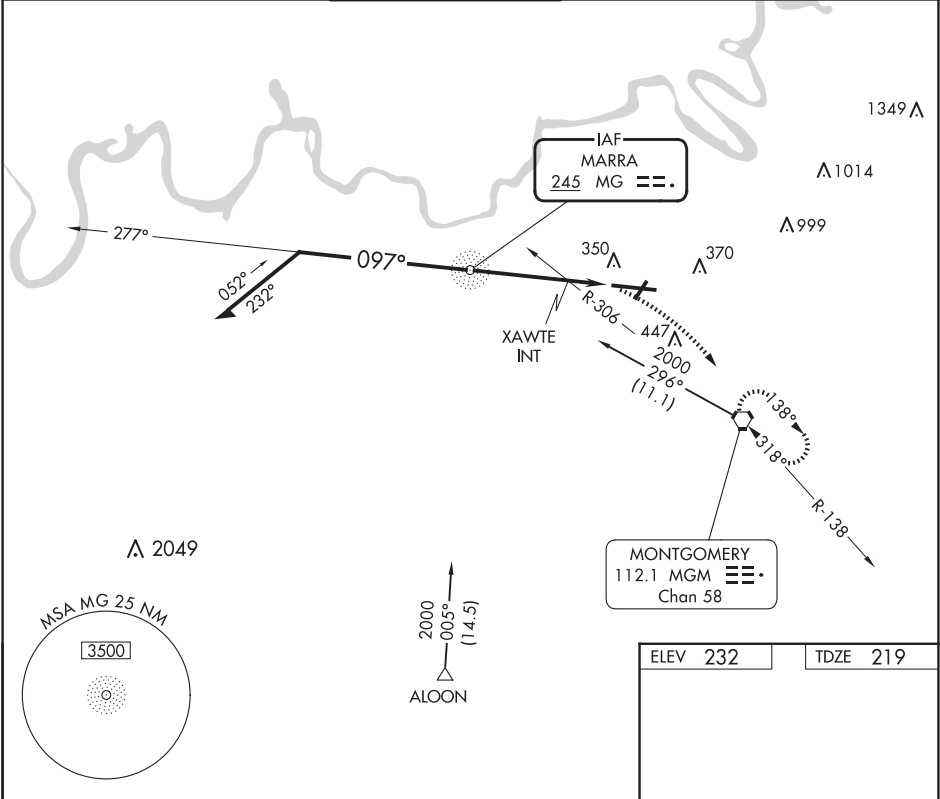 1349
IAF
MARRA
245 MG
1014
999
277°
097°
350
370
052°
232°
R-306
XAWTE
INT
447
2000
296°
(11.1)
138°
318°
R-138
MONTGOMERY
112.1 MGM
Chan 58
2049
MSA MG 25 NM
3500
2000
005°
(14.5)
ALOON
ELEV 232
TDZE 219